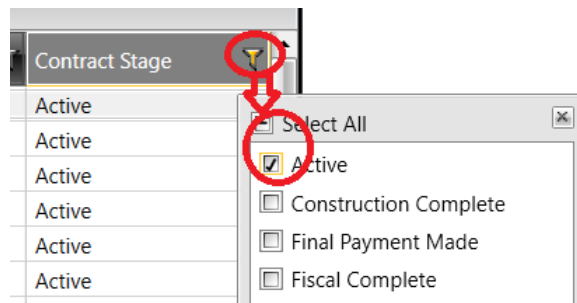 Contract Stage
Active
Select All
Active
Active
Active
Construction Complete
Active
Final Payment Made
Active
Fiscal Complete
Active